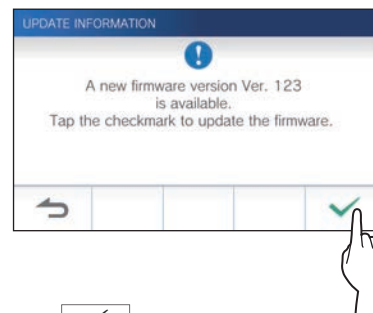 UPDATE INFORMATION
A new firmware version Ver. 123
is available.
Tap the checkmark to update the firmware.